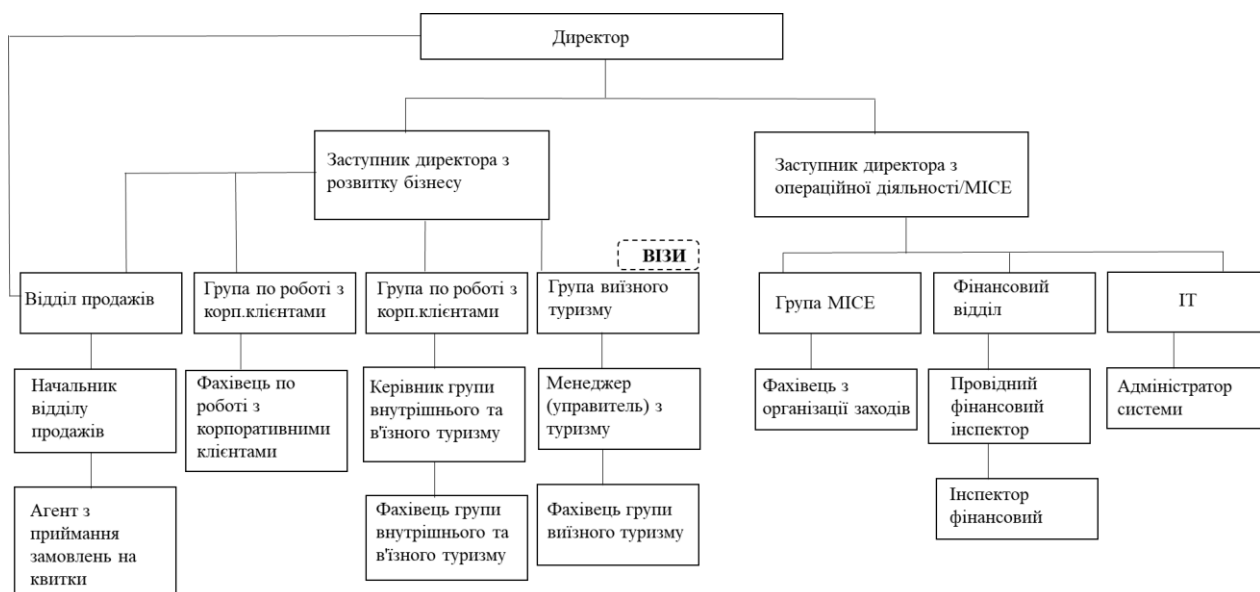 Директор
Заступник директора з
розвитку бізнесу
Заступник директора з
операційної діяльності/МІСЕ
ВІЗИ
Відділ продажів
Група по роботі з
корп.клієнтами
Група по роботі з
корп.клієнтами
Група виїзного
туризму
Група МІСЕ
Фінансовий
відділ
ІТ
Начальник
відділу
продажів
Фахівець по
роботі з
корпоративними
клієнтами
Керівник групи
внутрішнього та
в'їзного туризму
Менеджер
(управитель) з
туризму
Фахівець з
організації заходів
Провідний
фінансовий
інспектор
Адміністратор
системи
Агент з
приймання
замовлень на
квитки
Фахівець групи
внутрішнього та
в'їзного туризму
Фахівець групи
виїзного туризму
Інспектор
фінансовий